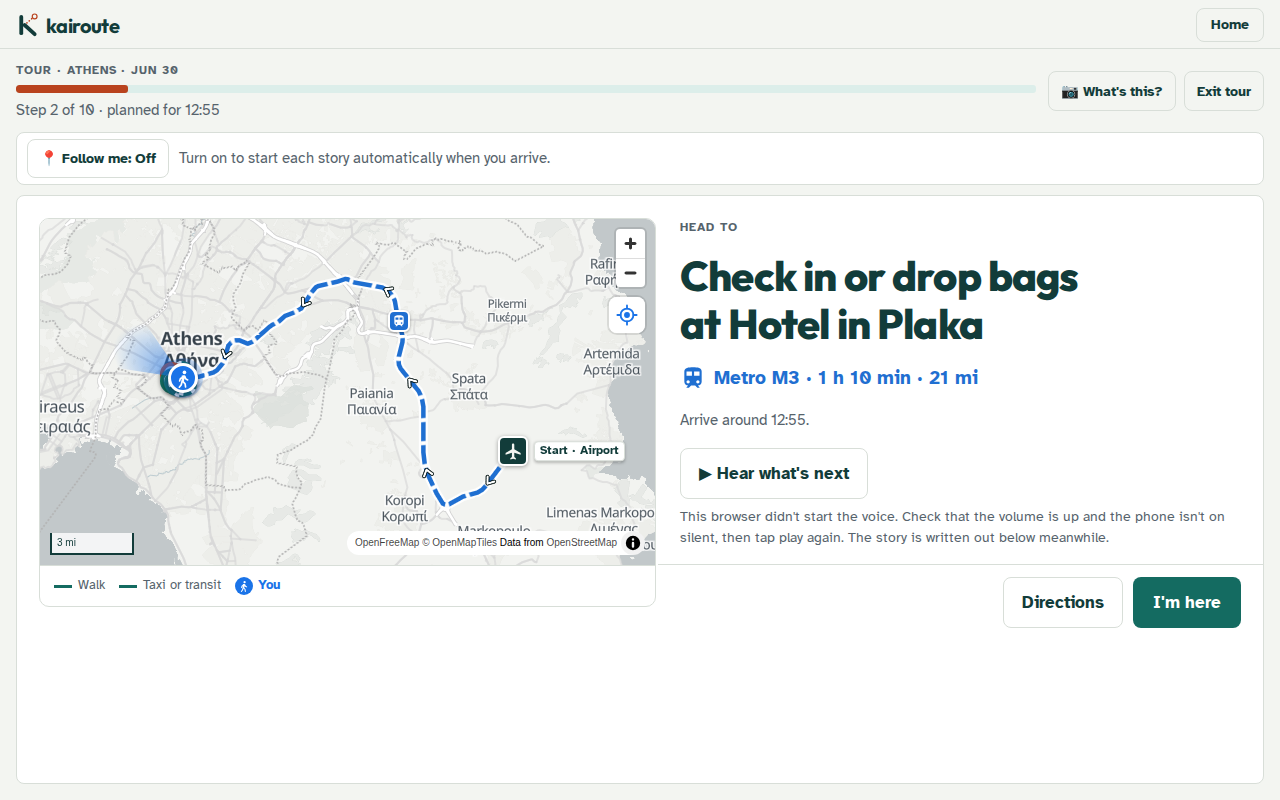 kairoute
Home
TOUR · ATHENS · JUN 30
Step 2 of 10 · planned for 12:55
What's this?
Exit tour
Follow me: Off
Turn on to start each story automatically when you arrive.
Pikermi
Πικέρμι
Athens
Αθήνα
Artemida
Αρτέμιδα
Spata
Σπάτα
Paiania
Παιανία
Start · Airport
Koropi
Κορωπί
Limenas Markopo
3 mi
OpenFreeMap © OpenMapTiles Data from OpenStreetMap
Walk
Taxi or transit
You
HEAD TO
Check in or drop bags
at Hotel in Plaka
Metro M3 · 1 h 10 min · 21 mi
Arrive around 12:55.
▶ Hear what's next
This browser didn't start the voice. Check that the volume is up and the phone isn't on
silent, then tap play again. The story is written out below meanwhile.
Directions
I'm here